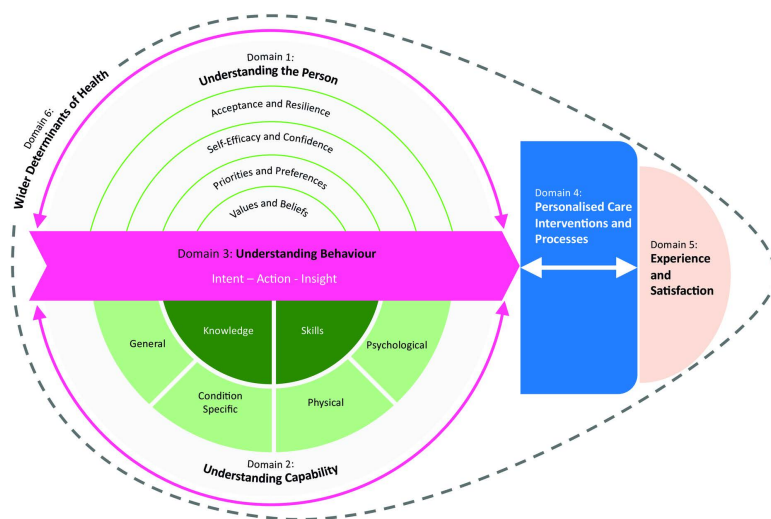 Domain 1:
Understanding the Person
Domain 6:
Wider Determinants of Health
Acceptance and Resilience
Self-Efficacy and Confidence
Priorities and Preferences
Values and Beliefs
Domain 3: Understanding Behaviour
Intent – Action - Insight
Domain 4:
Personalised Care
Interventions and
Processes
Domain 5:
Experience
and
Satisfaction
Knowledge
Skills
General
Psychological
Condition
Specific
Physical
Domain 2:
Understanding Capability